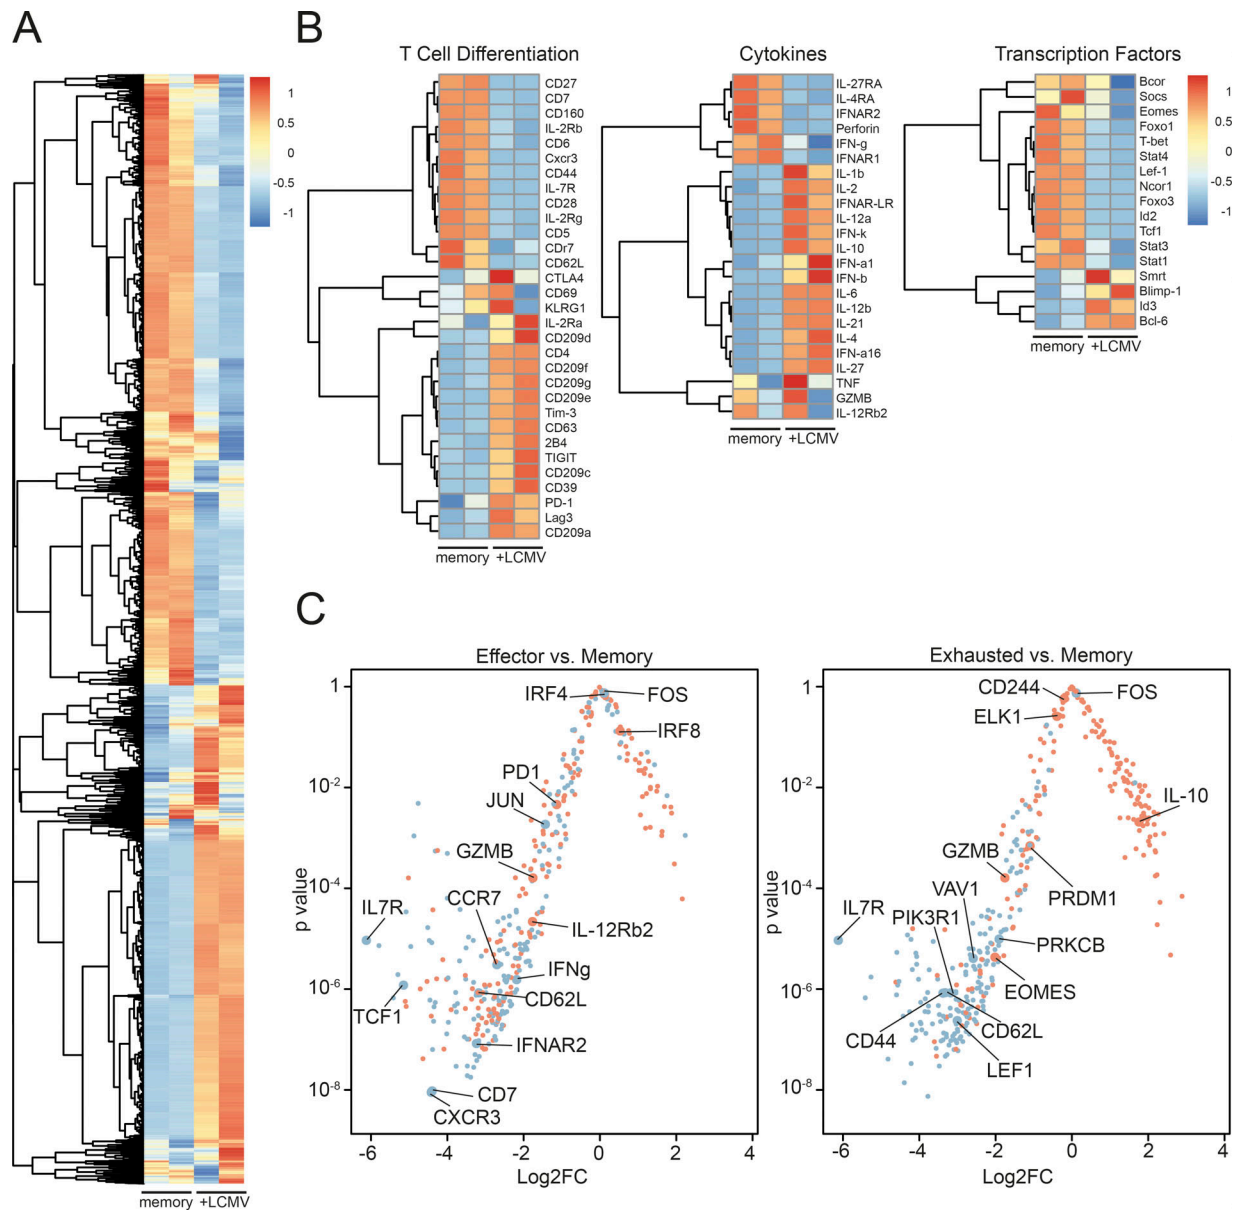 A
1
0.5
0
-0.5
-1
memory +LCMV
B
T Cell Differentiation
CD27
CD7
CD160
IL-2Rb
CD6
Cxcr3
CD44
IL-7R
CD28
IL-2Rg
CD5
CDr7
CD62L
CTLA4
CD69
KLRG1
IL-2Ra
CD209d
CD4
CD209f
CD209g
CD209e
Tim-3
CD63
2B4
TIGIT
CD209c
CD39
PD-1
Lag3
CD209a
memory +LCMV
Cytokines
IL-27RA
IL-4RA
IFNAR2
Perforin
IFN-g
IFNAR1
IL-1b
IL-2
IFNAR-LR
IL-12a
IFN-k
IL-10
IFN-a1
IFN-b
IL-6
IL-12b
IL-21
IL-4
IFN-a16
IL-27
TNF
GZMB
IL-12Rb2
memory +LCMV
Transcription Factors
Bcor
Socs
Eomes
Foxo1
T-bet
Stat4
Lef-1
Ncor1
Foxo3
Id2
Tcf1
Stat3
Stat1
Smrt
Blimp-1
Id3
Bcl-6
memory +LCMV
1
0.5
0
-0.5
-1
C
Effector vs. Memory
p value
1
10-2
10-4
10-6
10-8
IRF4
FOS
IRF8
PD1
JUN
GZMB
CCR7
IL7R
IL-12Rb2
IFNg
CD62L
TCF1
IFNAR2
CD7
CXCR3
-6 -4 -2 0 2 4
Log2FC
Exhausted vs. Memory
p value
1
10-2
10-4
10-6
10-8
CD244
FOS
ELK1
IL-10
GZMB
VAV1
PRDM1
IL7R
PIK3R1
PRKCB
EOMES
CD62L
CD44
LEF1
-6 -4 -2 0 2 4
Log2FC